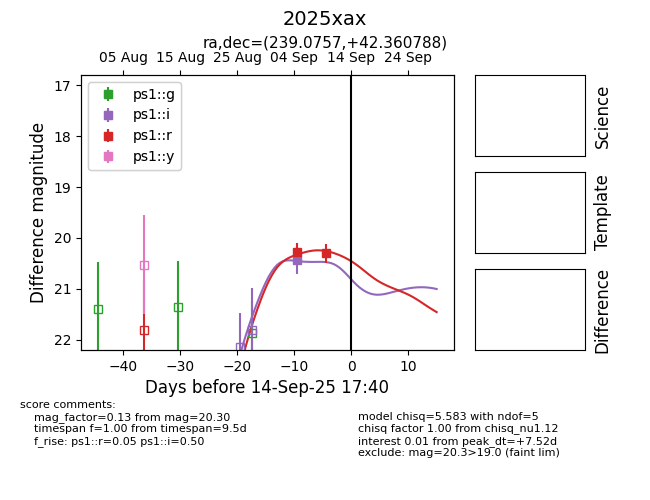 2025xax
ra,dec=(239.0757,+42.360788)
05 Aug 15 Aug 25 Aug 04 Sep 14 Sep 24 Sep
17
18
19
20
21
22
Difference magnitude
ps1::g
ps1::i
ps1::r
ps1::y
−40 −30 −20 −10 0 10
Days before 14-Sep-25 17:40
Science
Template
Difference
score comments:
mag_factor=0.13 from mag=20.30
timespan f=1.00 from timespan=9.5d
f_rise: ps1::r=0.05 ps1::i=0.50
model chisq=5.583 with ndof=5
chisq factor 1.00 from chisq_nu1.12
interest 0.01 from peak_dt=+7.52d
exclude: mag=20.3>19.0 (faint lim)